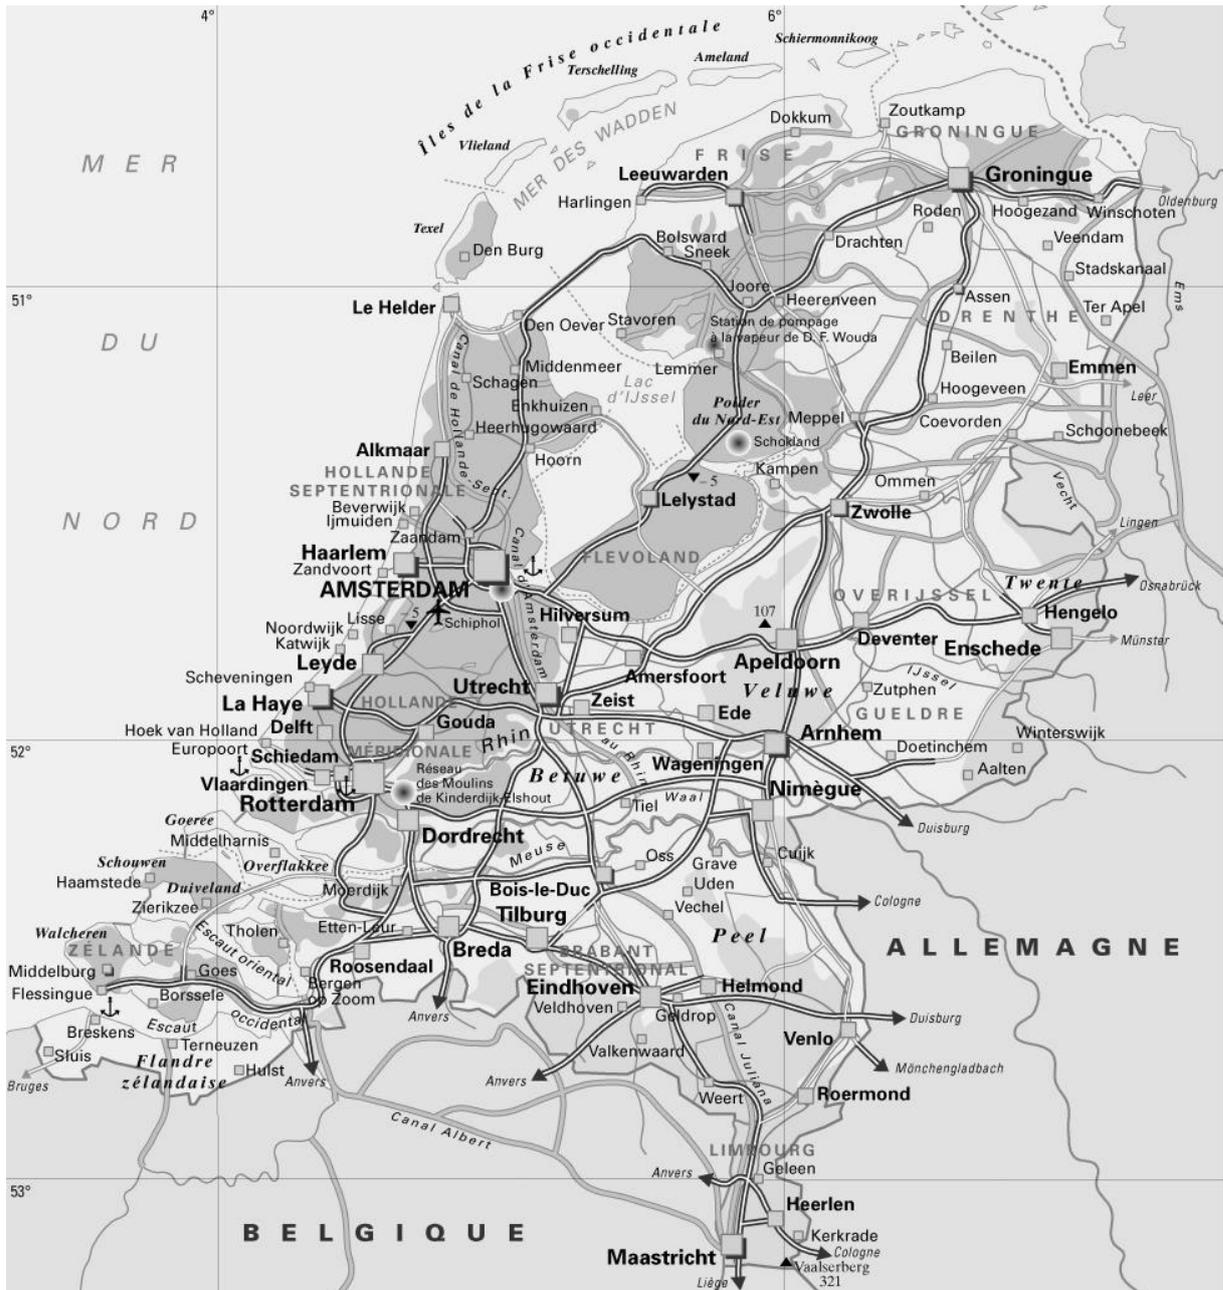 4°
6°
Îles de la Frise occidentale
Schiermonnikoog
Ameland
Terschelling
Vlieland
MER DES WADDEN
Texel
MER
DU
NORD
Dokkum
Zoutkamp
GRONINGUE
FRISE
Leeuwarden
Groningue
Harlingen
Roden
Hoogezand
Winschoten
Oldenburg
Den Burg
Bolsward
Sneek
Drachten
Veendam
Stadskanaal
Ems
51°
Le Helder
Joore
Heerenveen
Assen
Ter Apel
DRENTHE
Den Oever
Stavoren
Station de pompage
à la vapeur de D. F. Wouda
Canal de Hollande-Sept.
Middenmeer
Lemmer
Beilen
Emmen
Schagen
Lac
d'IJssel
Leer
Enkhuizen
Polder
du Nord-Est
Meppel
Hoogeveen
Coevorden
Heerhugowaard
Schokland
Schoonebeek
Alkmaar
Hoorn
Kampen
HOLLANDE
SEPTENTRIONALE
– 5
Lelystad
Ommen
Vecht
Beverwijk
Ijmuiden
Zwolle
Lingen
Zaandam
Canal d'Amsterdam
au Rhin
Haarlem
Zandvoort
FLEVOLAND
AMSTERDAM
Twente
Osnabrück
OVERIJSSEL
– 5
Schiphol
Lisse
Noordwijk
Katwijk
Hilversum
107
Hengelo
Deventer
Enschede
Münster
Leyde
Amersfoort
Apeldoorn
Scheveningen
Utrecht
Veluwe
IJssel
Zutphen
La Haye
HOLLANDE
Zeist
Ede
GUELDRE
Hoek van Holland
Delft
Gouda
Rhin
UTRECHT
Arnhem
Winterswijk
52°
Europoort
Schiedam
MÉRIDIONALE
Wageningen
Doetinchem
Aalten
Vlaardingen
Réseau
des Moulins
de Kinderdijk-Elshout
Betuwe
Rotterdam
Tiel
Waal
Nimègue
Goeree
Dordrecht
Duisburg
Middelharnis
Meuse
Schouwen
Overflakkee
Oss
Grave
Cuijk
Haamstede
Duiveland
Moerdijk
Bois-le-Duc
Uden
Zierikzee
Vechel
Cologne
Tilburg
Walcheren
Escaut oriental
Tholen
Etten-Leur
Breda
Peel
ALLEMAGNE
ZÉLANDE
BRABANT
SEPTENTRIONAL
Roosendaal
Middelburg
Goes
Bergen
op Zoom
Eindhoven
Helmond
Flessingue
Borssele
Veldhoven
Geldrop
Anvers
Duisburg
Breskens
Escaut
occidental
Canal Juliana
Venlo
Sluis
Terneuzen
Valkenwaard
Bruges
Flandre
zélandaise
Hulst
Anvers
Anvers
Mönchengladbach
Weert
Roermond
Canal Albert
LIMBOURG
Anvers
Geleen
53°
BELGIQUE
Heerlen
Kerkrade
Maastricht
Cologne
Vaalserberg
321
Liège